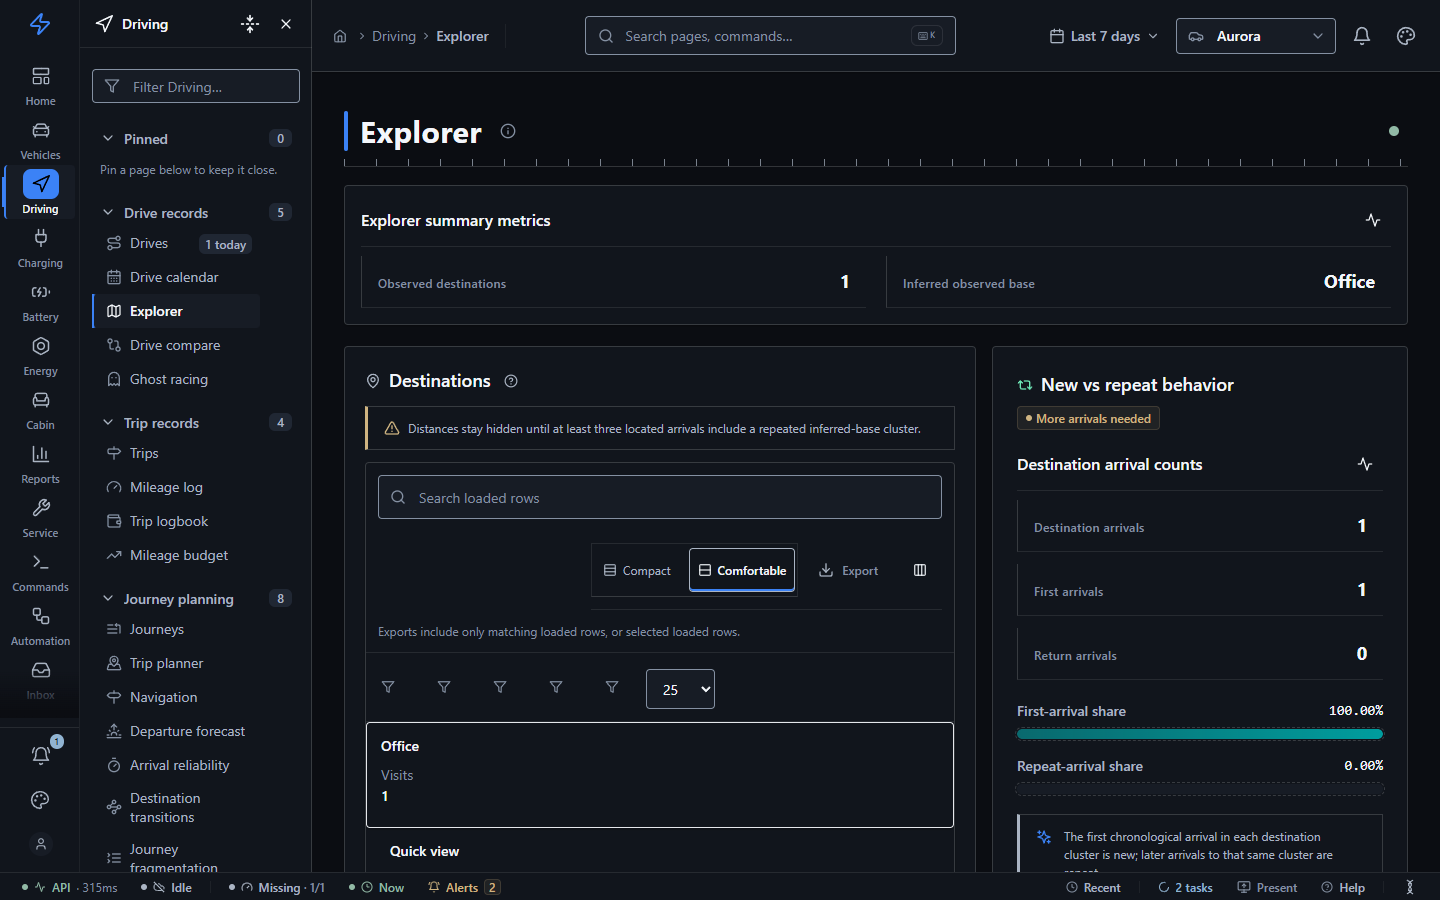 Driving
Driving
Explorer
Search pages, commands...
K
Last 7 days
Aurora
Home
Vehicles
Driving
Charging
Battery
Energy
Cabin
Reports
Service
Commands
Automation
Inbox
1
Filter Driving...
Pinned
0
Pin a page below to keep it close.
Drive records
5
Drives
1 today
Drive calendar
Explorer
Drive compare
Ghost racing
Trip records
4
Trips
Mileage log
Trip logbook
Mileage budget
Journey planning
8
Journeys
Trip planner
Navigation
Departure forecast
Arrival reliability
Destination
transitions
Journey
fragmentation
Explorer
Explorer summary metrics
Observed destinations
1
Inferred observed base
Office
Destinations
Distances stay hidden until at least three located arrivals include a repeated inferred-base cluster.
Search loaded rows
Compact
Comfortable
Export
Exports include only matching loaded rows, or selected loaded rows.
25
Office
Visits
1
Quick view
New vs repeat behavior
More arrivals needed
Destination arrival counts
Destination arrivals
1
First arrivals
1
Return arrivals
0
First-arrival share
100.00%
Repeat-arrival share
0.00%
The first chronological arrival in each destination
cluster is new; later arrivals to that same cluster are
repeat.
API · 315ms
Idle
Missing · 1/1
Now
Alerts
2
Recent
2 tasks
Present
Help